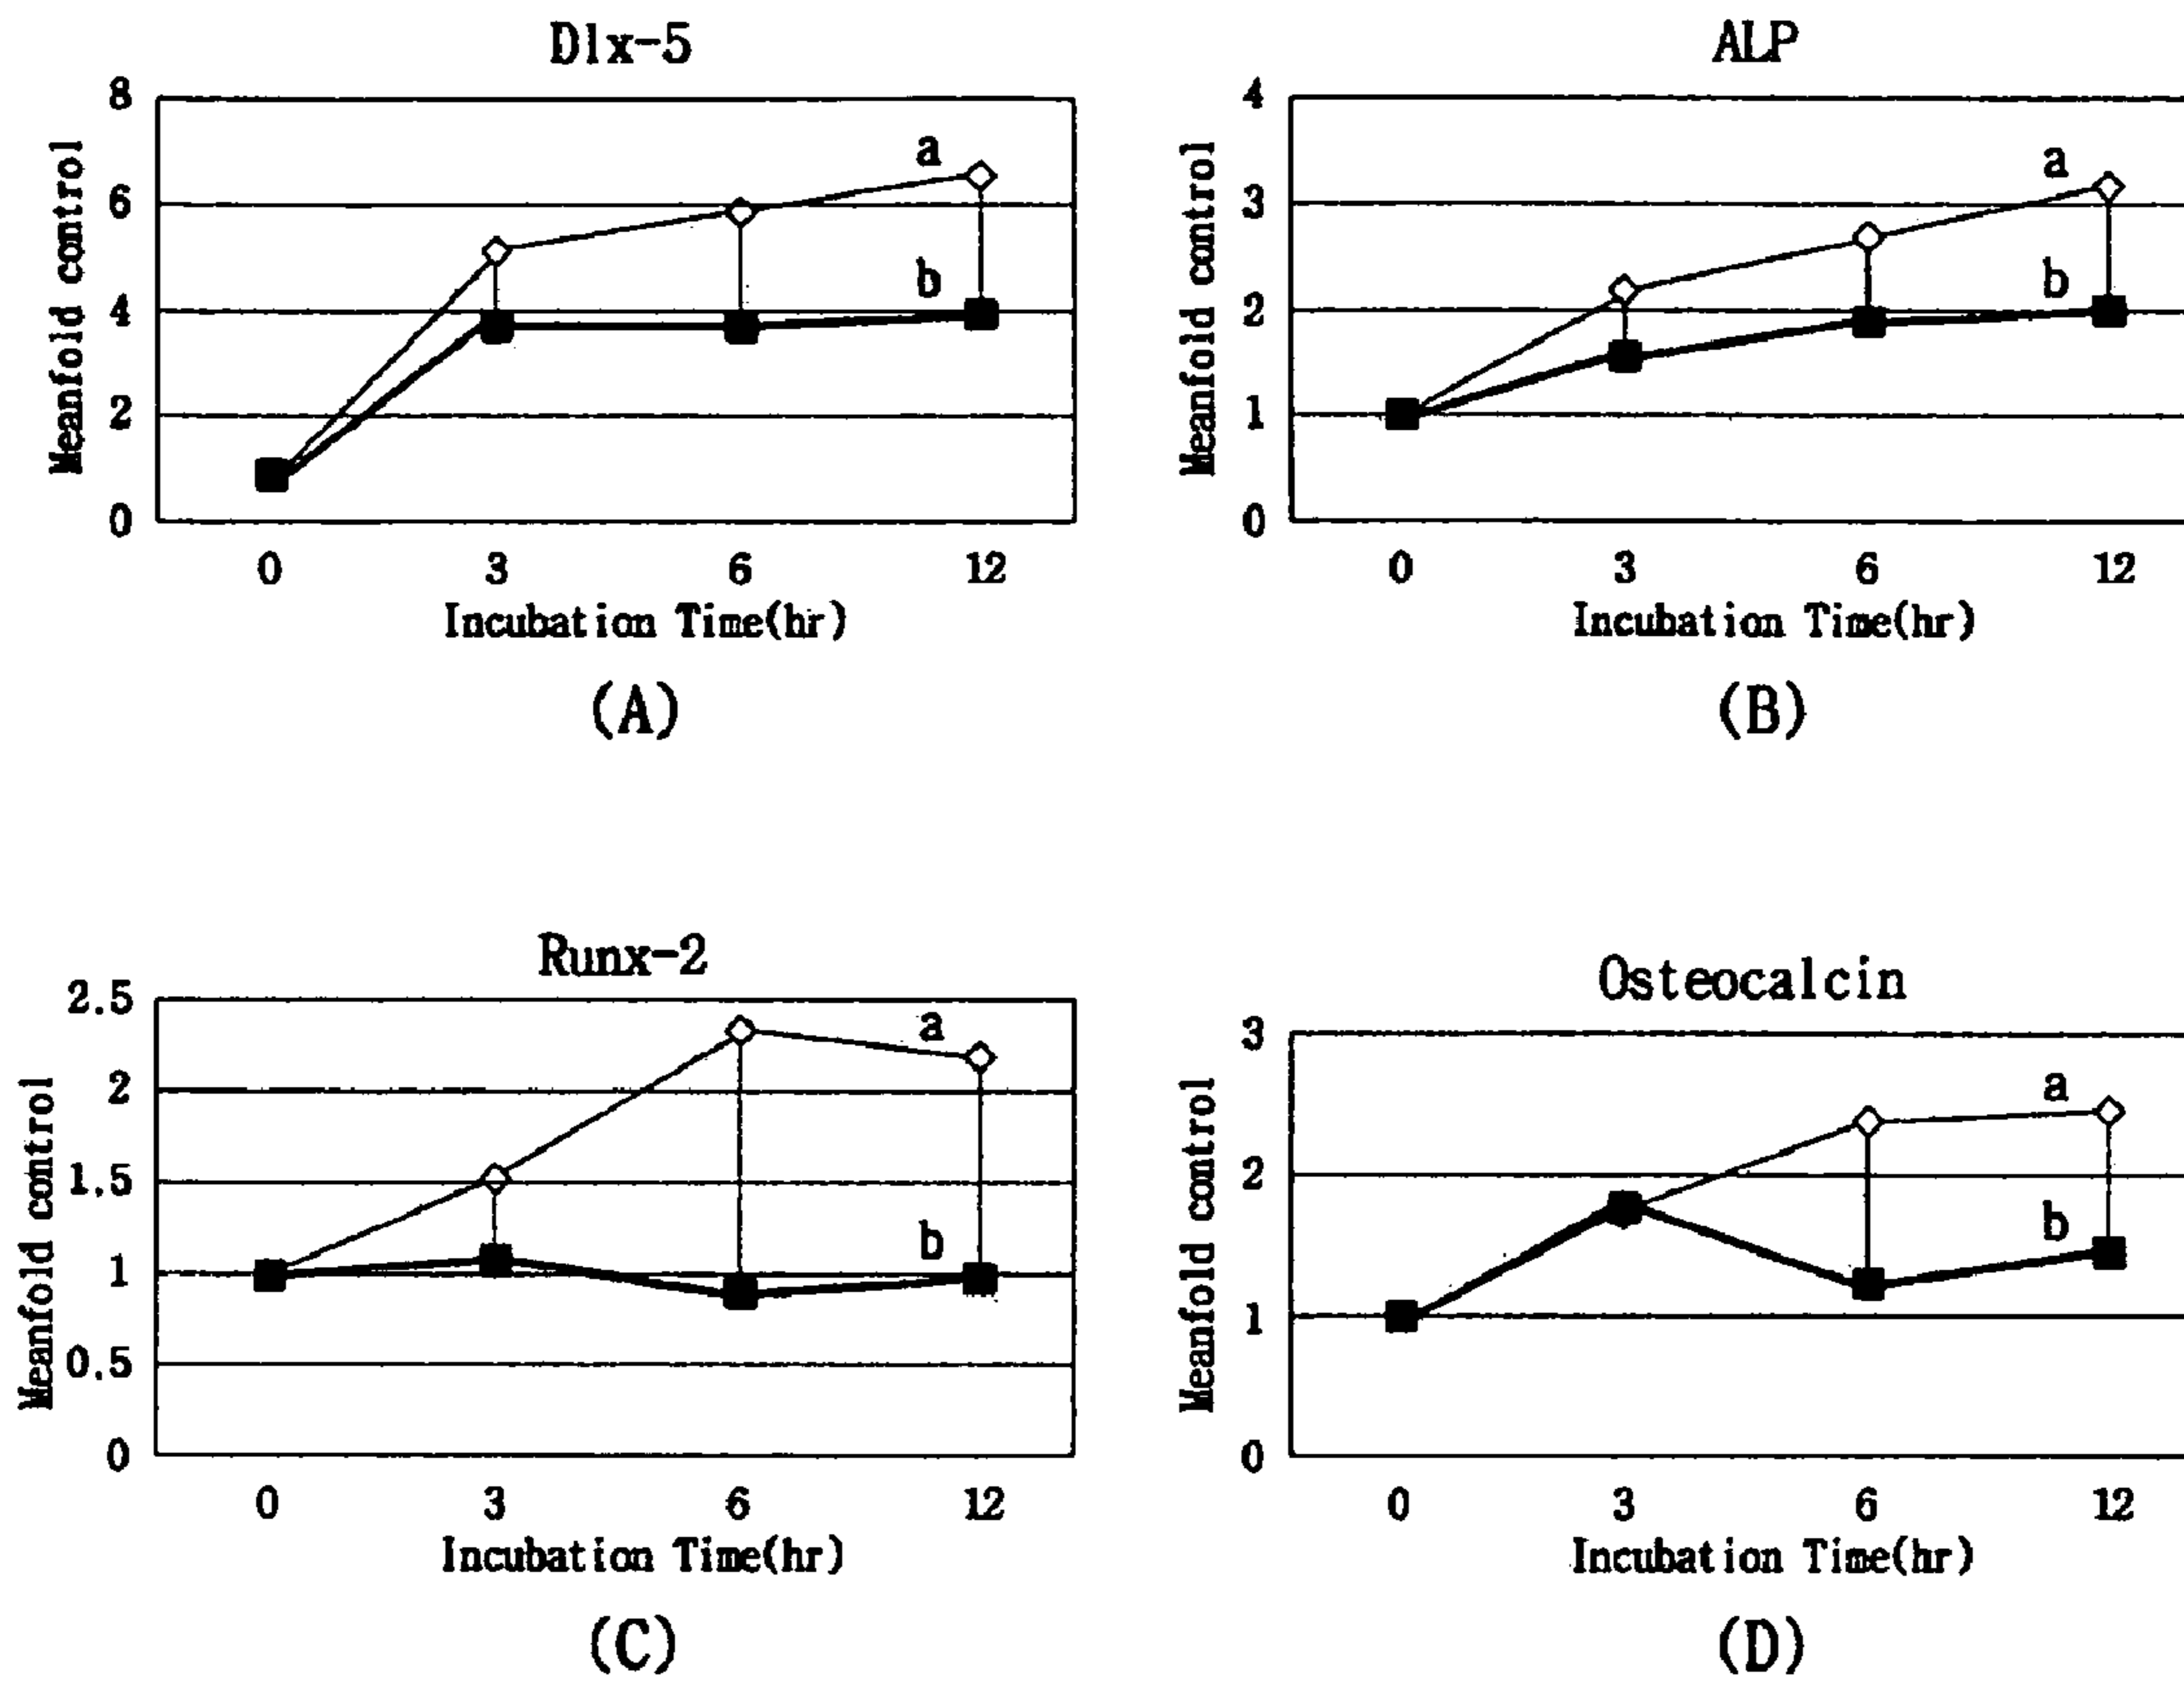 Dlx-5
8
6
4
2
0
Meanfold control
a
b
0 3 6 12
Incubation Time(hr)
(A)
ALP
4
3
2
1
0
Meanfold control
a
b
0 3 6 12
Incubation Time(hr)
(B)
Runx-2
2.5
2
1.5
1
0.5
0
Meanfold control
a
b
0 3 6 12
Incubation Time(hr)
(C)
Osteocalcin
3
2
1
0
Meanfold control
a
b
0 3 6 12
Incubation Time(hr)
(D)